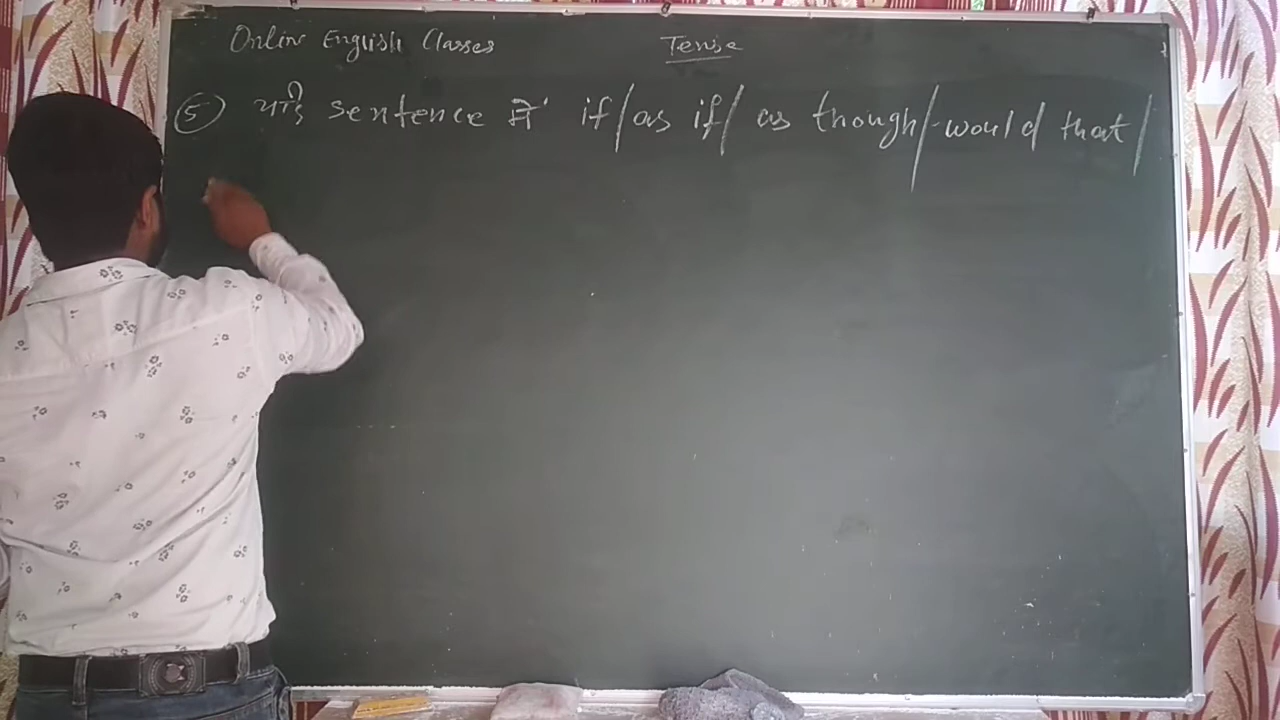 Online English Classes Tense
(5) यदि sentence में if/as if/ as though/would that/